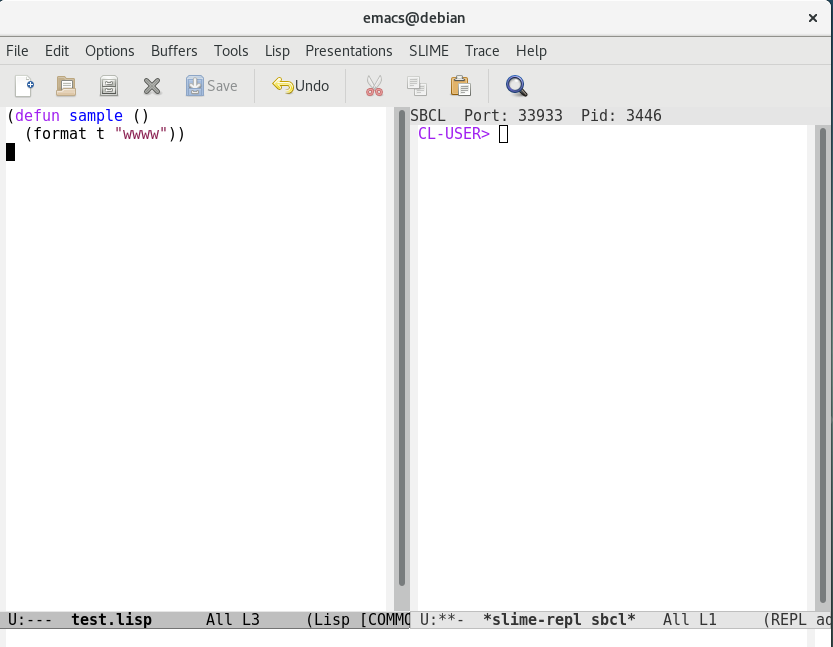 emacs@debian
File Edit Options Buffers Tools Lisp Presentations SLIME Trace Help
Save Undo
(defun sample ()
  (format t "wwww"))
SBCL  Port: 33933  Pid: 3446
CL-USER>
U:---  test.lisp      All L3     (Lisp [COMMO
U:**-  *slime-repl sbcl*   All L1     (REPL ad